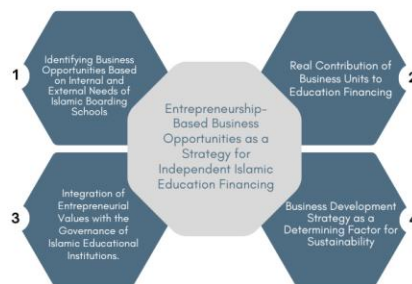 1
Identifying Business
Opportunities Based on
Internal and External Needs of
Islamic Boarding
Schools
2
Real Contribution of
Business Units to
Education Financing
Entrepreneurship-
Based Business
Opportunities as a
Strategy for
Independent Islamic
Education Financing
3
Integration of
Entrepreneurial
Values with the
Governance of
Islamic Educational
Institutions.
4
Business Development
Strategy as a
Determining Factor for
Sustainability